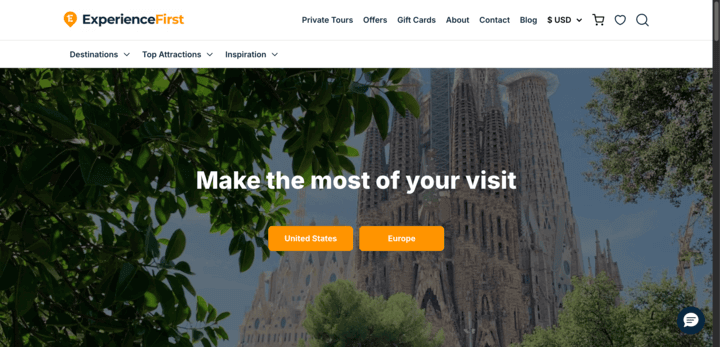 ExperienceFirst
Private Tours Offers Gift Cards About Contact Blog $ USD
Destinations Top Attractions Inspiration
Make the most of your visit
United States Europe